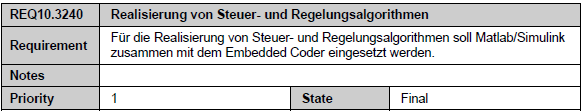 REQ10.3240 Realisierung von Steuer- und Regelungsalgorithmen
Requirement Für die Realisierung von Steuer- und Regelungsalgorithmen soll Matlab/Simulink
zusammen mit dem Embedded Coder eingesetzt werden.
Notes
Priority 1 State Final